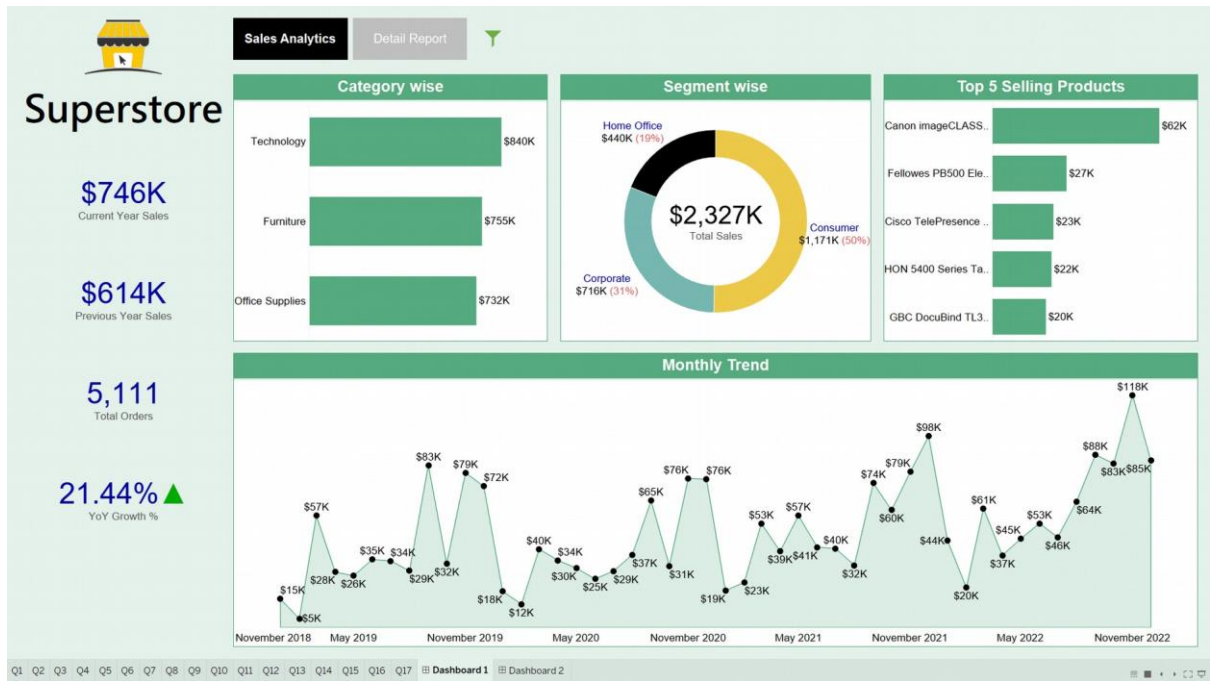 Superstore
$746K
Current Year Sales
$614K
Previous Year Sales
5,111
Total Orders
21.44%
YoY Growth %
Sales Analytics
Detail Report
Category wise
Technology
$840K
Furniture
$755K
Office Supplies
$732K
Segment wise
Home Office
$440K (19%)
$2,327K
Total Sales
Consumer
$1,171K (50%)
Corporate
$716K (31%)
Top 5 Selling Products
Canon imageCLASS..
$62K
Fellowes PB500 Ele..
$27K
Cisco TelePresence ..
$23K
HON 5400 Series Ta..
$22K
GBC DocuBind TL3..
$20K
Monthly Trend
$15K
$5K
$57K
$28K
$26K
$35K
$34K
$29K
$83K
$32K
$79K
$72K
$18K
$12K
$40K
$30K
$34K
$25K
$29K
$37K
$65K
$31K
$76K
$76K
$19K
$23K
$53K
$39K
$57K
$41K
$40K
$32K
$74K
$60K
$79K
$98K
$44K
$20K
$61K
$37K
$45K
$53K
$46K
$64K
$88K
$83K
$118K
$85K
November 2018 May 2019 November 2019 May 2020 November 2020 May 2021 November 2021 May 2022 November 2022
Q1 Q2 Q3 Q4 Q5 Q6 Q7 Q8 Q9 Q10 Q11 Q12 Q13 Q14 Q15 Q16 Q17 Dashboard 1 Dashboard 2